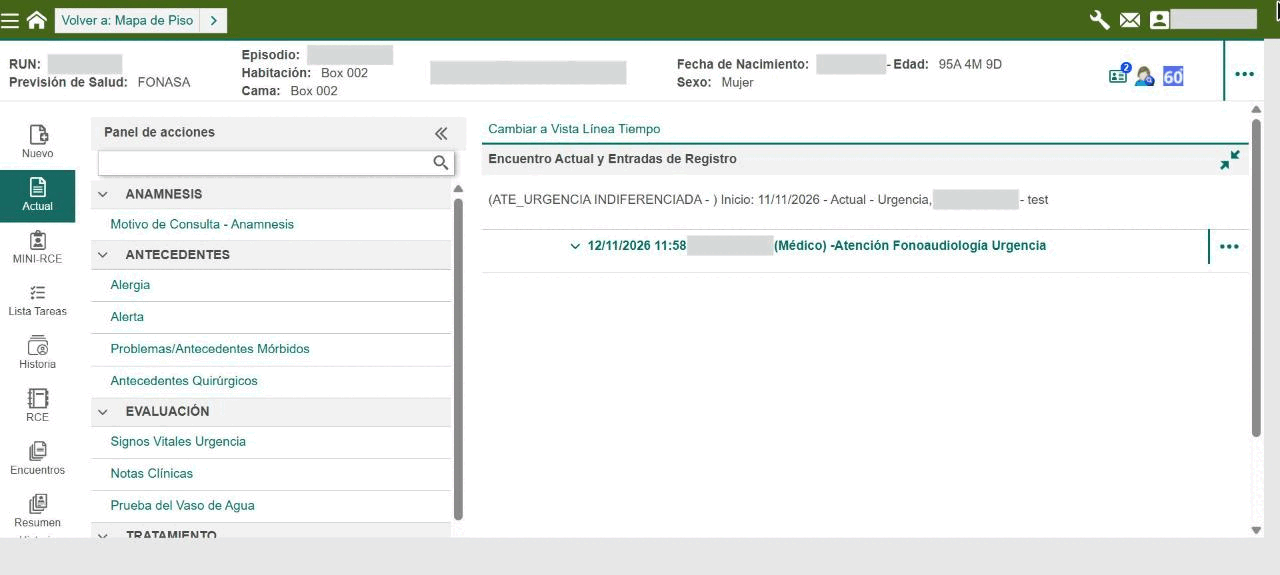 Volver a: Mapa de Piso
RUN:
Previsión de Salud: FONASA
Episodio:
Habitación: Box 002
Cama: Box 002
Fecha de Nacimiento: - Edad: 95A 4M 9D
Sexo: Mujer
2
60
Nuevo
Actual
MINI-RCE
Lista Tareas
Historia
RCE
Encuentros
Resumen
Panel de acciones
ANAMNESIS
Motivo de Consulta - Anamnesis
ANTECEDENTES
Alergia
Alerta
Problemas/Antecedentes Mórbidos
Antecedentes Quirúrgicos
EVALUACIÓN
Signos Vitales Urgencia
Notas Clínicas
Prueba del Vaso de Agua
TRATAMIENTO
Cambiar a Vista Línea Tiempo
Encuentro Actual y Entradas de Registro
(ATE_URGENCIA INDIFERENCIADA - ) Inicio: 11/11/2026 - Actual - Urgencia, - test
12/11/2026 11:58 (Médico) -Atención Fonoaudiología Urgencia